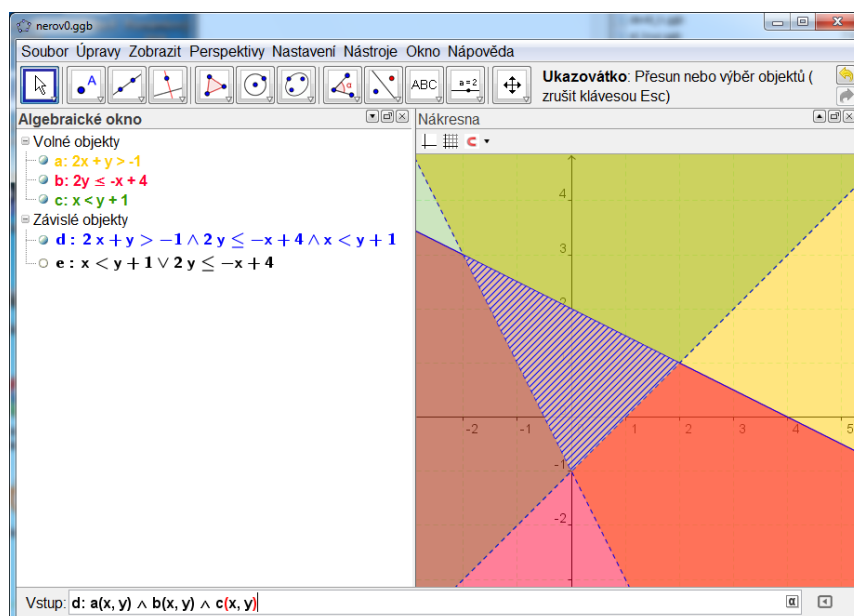 nerov0.ggb
Soubor Úpravy Zobrazit Perspektivy Nastavení Nástroje Okno Nápověda
A
α
ABC
a=2
Ukazovátko: Přesun nebo výběr objektů (
zrušit klávesou Esc)
Algebraické okno
Nákresna
Volné objekty
a: 2x + y > -1
b: 2y ≤ -x + 4
c: x < y + 1
Závislé objekty
d : 2 x + y > −1 ∧ 2 y ≤ −x + 4 ∧ x < y + 1
e : x < y + 1 ∨ 2 y ≤ −x + 4
4
3
2
1
-2
-1
1
2
3
4
5
-1
-2
Vstup: d: a(x, y) ∧ b(x, y) ∧ c(x, y)
α